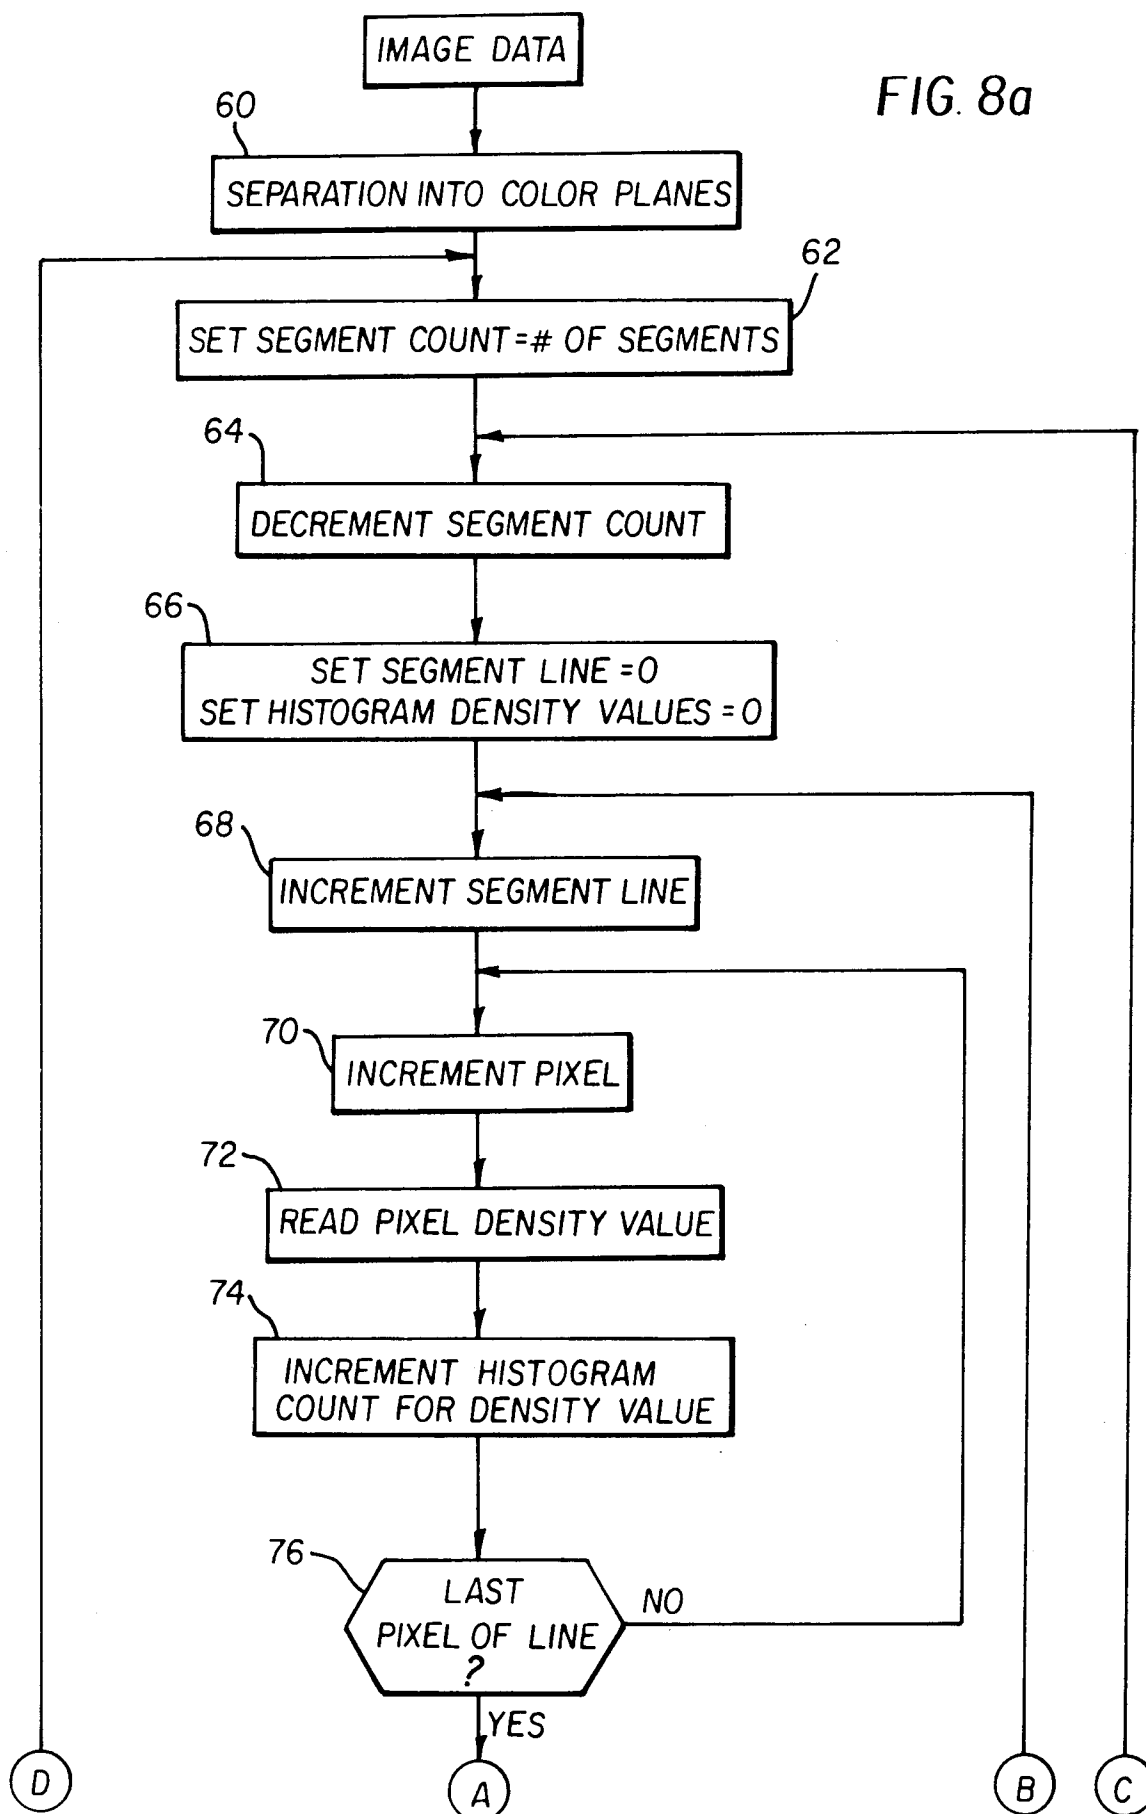 IMAGE DATA
FIG. 8a
60
SEPARATION INTO COLOR PLANES
62
SET SEGMENT COUNT=# OF SEGMENTS
64
DECREMENT SEGMENT COUNT
66
SET SEGMENT LINE=0
SET HISTOGRAM DENSITY VALUES=0
68
INCREMENT SEGMENT LINE
70
INCREMENT PIXEL
72
READ PIXEL DENSITY VALUE
74
INCREMENT HISTOGRAM
COUNT FOR DENSITY VALUE
76
LAST
PIXEL OF LINE
?
NO
YES
D
A
B
C